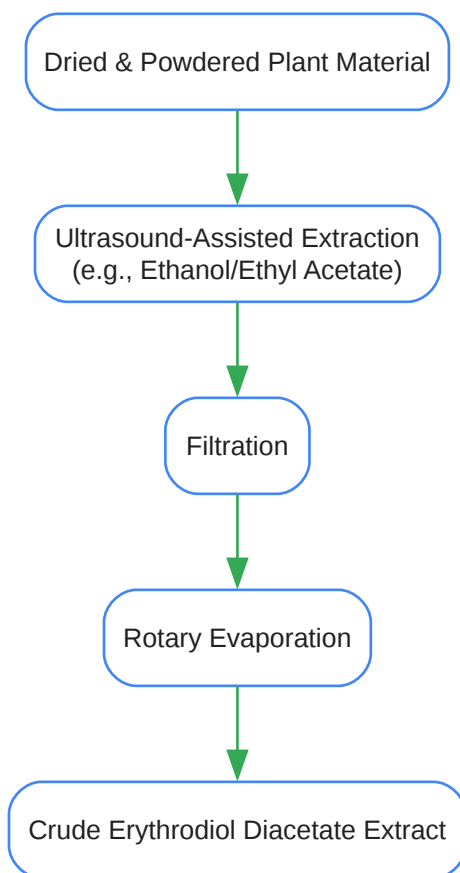 Dried & Powdered Plant Material
Ultrasound-Assisted Extraction
(e.g., Ethanol/Ethyl Acetate)
Filtration
Rotary Evaporation
Crude Erythrodiol Diacetate Extract